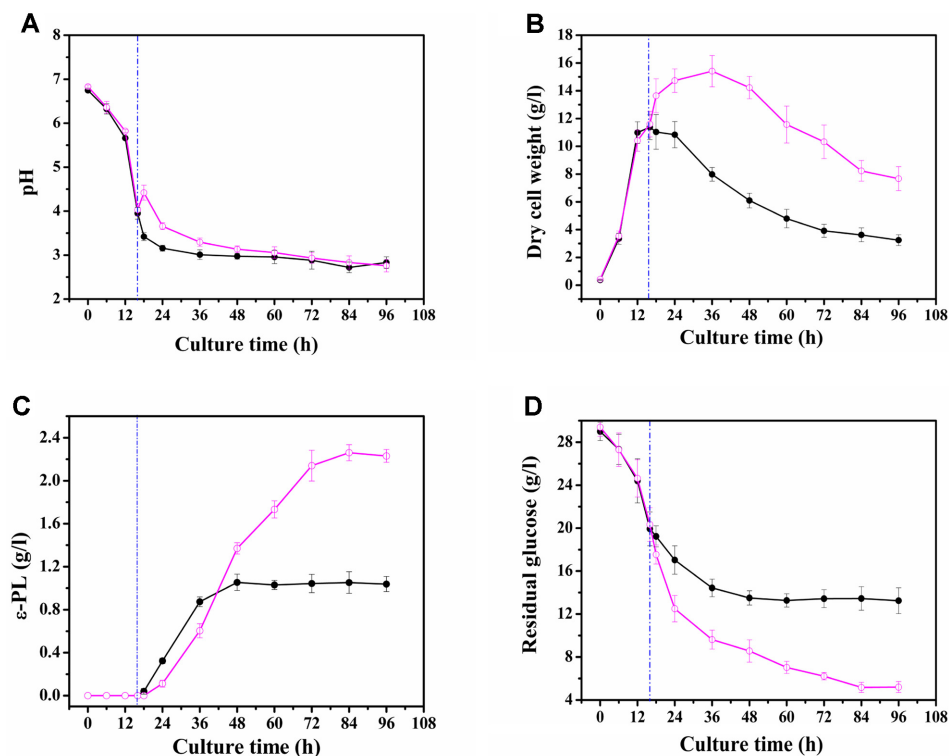 A
pH
8
7
6
5
4
3
2
0 12 24 36 48 60 72 84 96 108
Culture time (h)
B
Dry cell weight (g/l)
18
16
14
12
10
8
6
4
2
0
0 12 24 36 48 60 72 84 96 108
Culture time (h)
C
ε-PL (g/l)
2.4
1.8
1.2
0.6
0.0
0 12 24 36 48 60 72 84 96 108
Culture time (h)
D
Residual glucose (g/l)
28
24
20
16
12
8
4
0 12 24 36 48 60 72 84 96 108
Culture time (h)